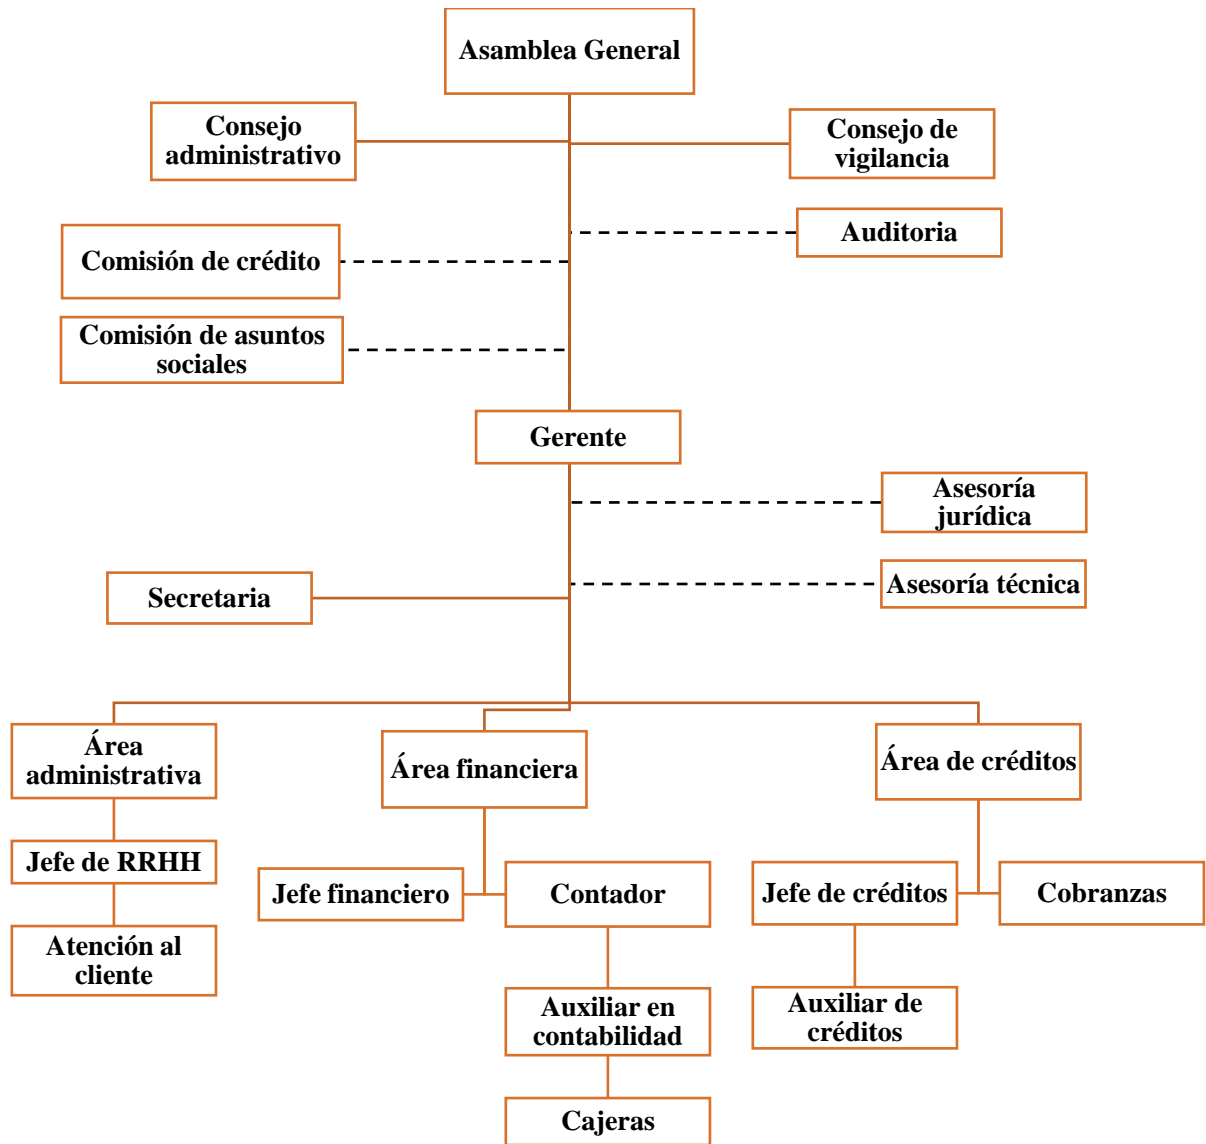 Asamblea General
Consejo
administrativo
Consejo de
vigilancia
Auditoria
Comisión de crédito
Comisión de asuntos
sociales
Gerente
Asesoría
jurídica
Asesoría técnica
Secretaria
Área
administrativa
Área financiera
Área de créditos
Jefe de RRHH
Jefe financiero
Contador
Jefe de créditos
Cobranzas
Atención al
cliente
Auxiliar en
contabilidad
Auxiliar de
créditos
Cajeras